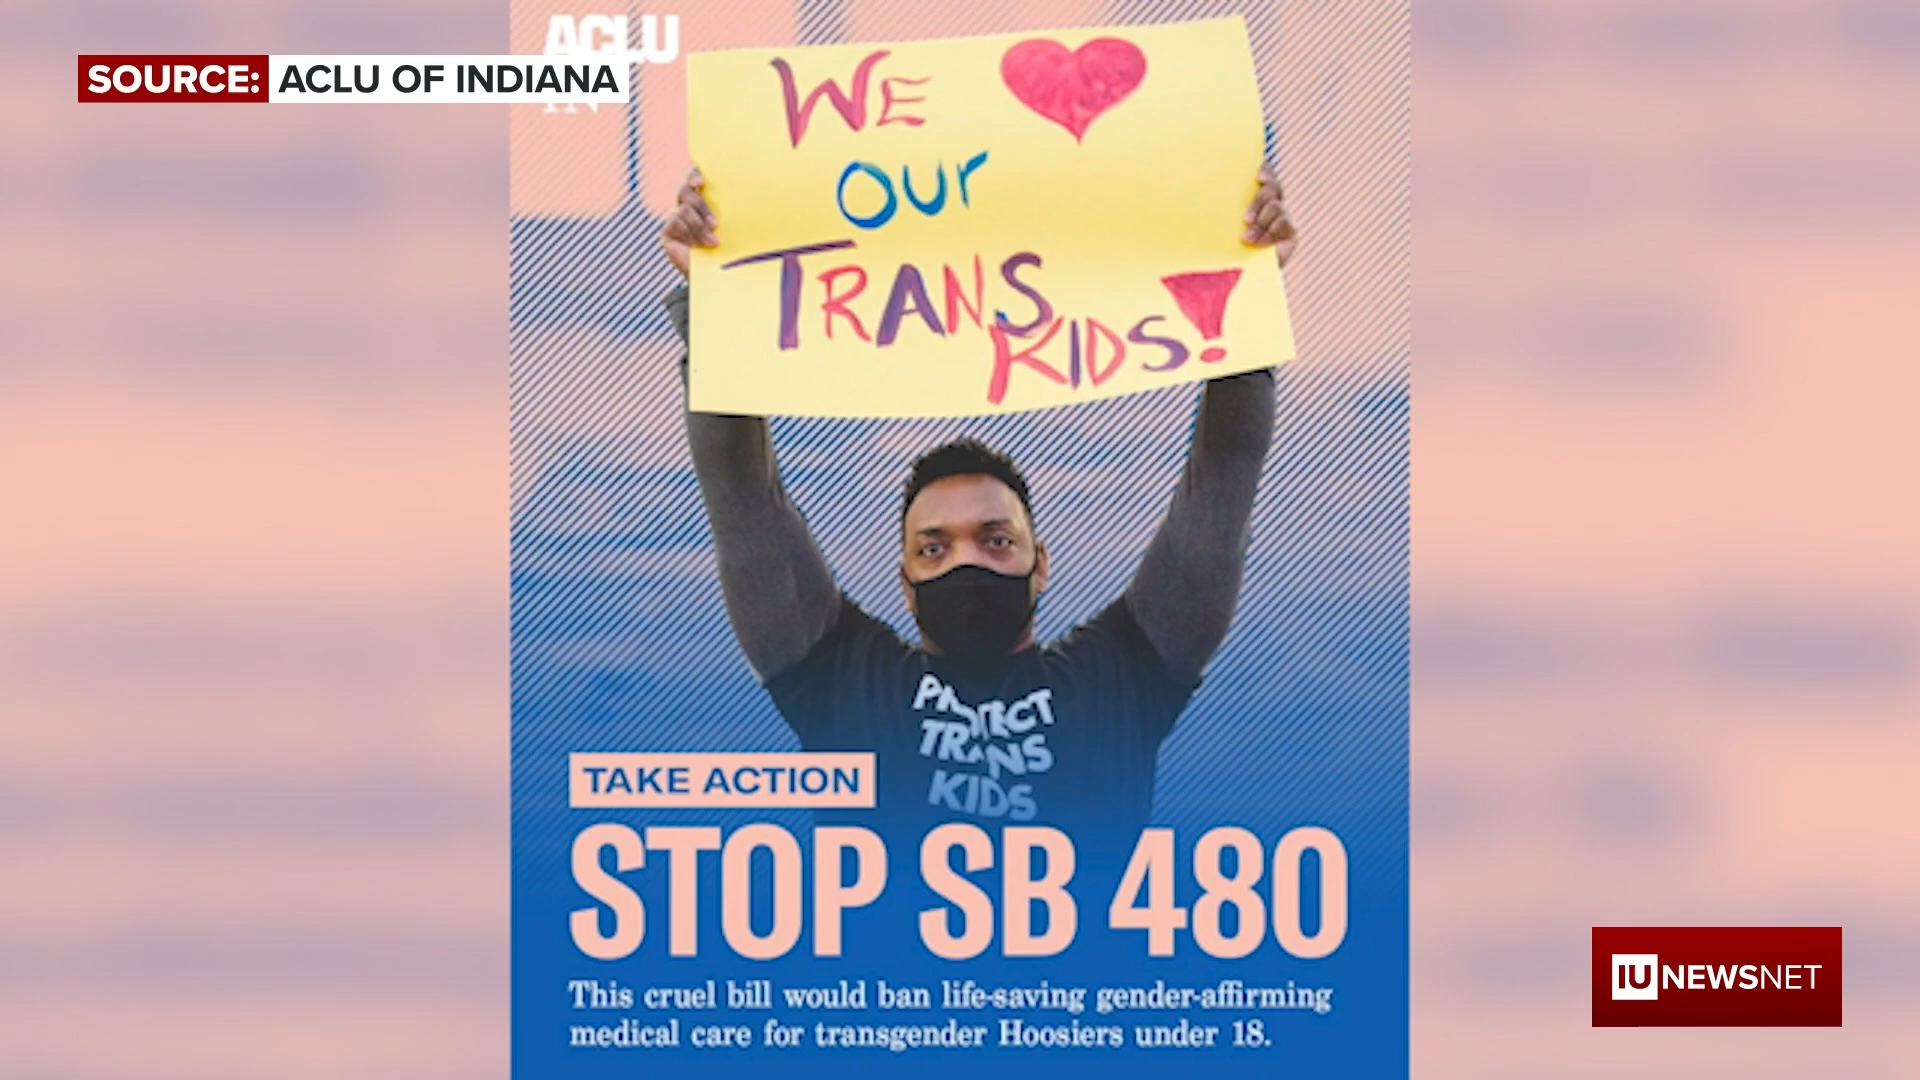 ACLU
SOURCE: ACLU OF INDIANA
IN
WE
our
TRANS
KIDS!
PROTECT
TRANS
KIDS
TAKE ACTION
STOP SB 480
This cruel bill would ban life-saving gender-affirming
medical care for transgender Hoosiers under 18.
IU NEWSNET